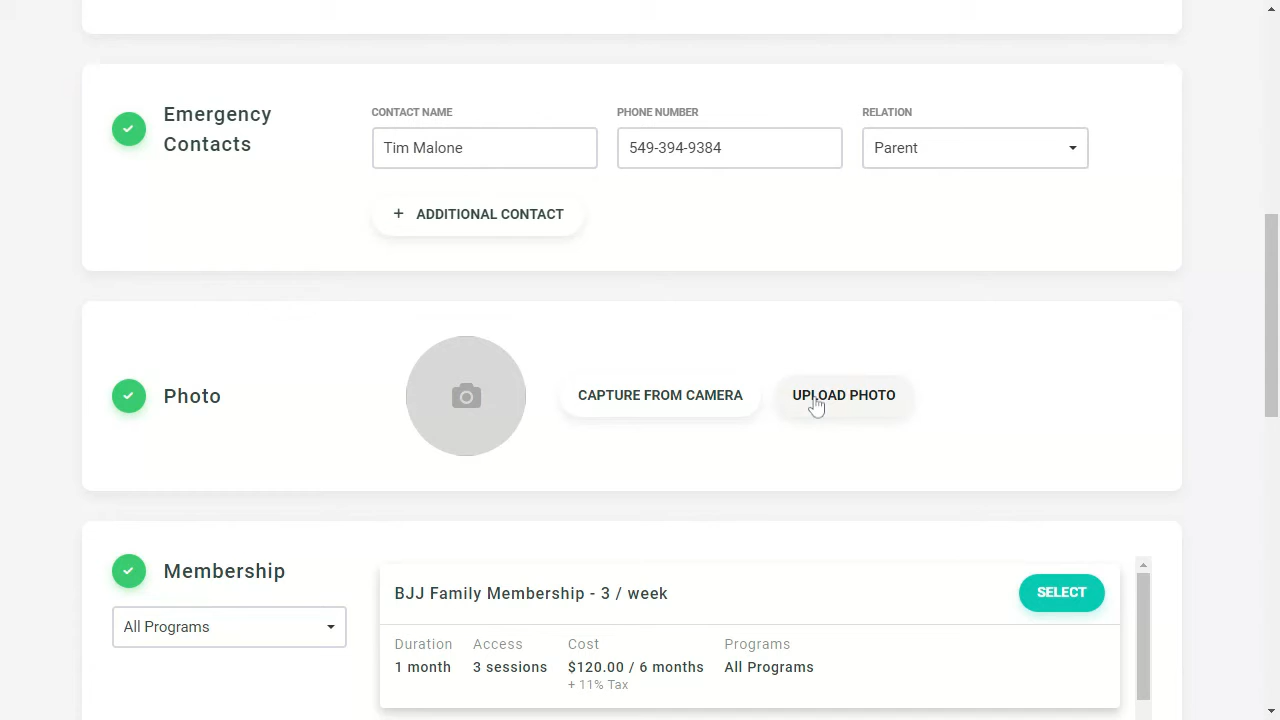 Emergency
Contacts
CONTACT NAME PHONE NUMBER RELATION
Tim Malone 549-394-9384 Parent
+ ADDITIONAL CONTACT
Photo CAPTURE FROM CAMERA UPLOAD PHOTO
Membership
All Programs
BJJ Family Membership - 3 / week SELECT
Duration Access Cost Programs
1 month 3 sessions $120.00 / 6 months All Programs
+ 11% Tax